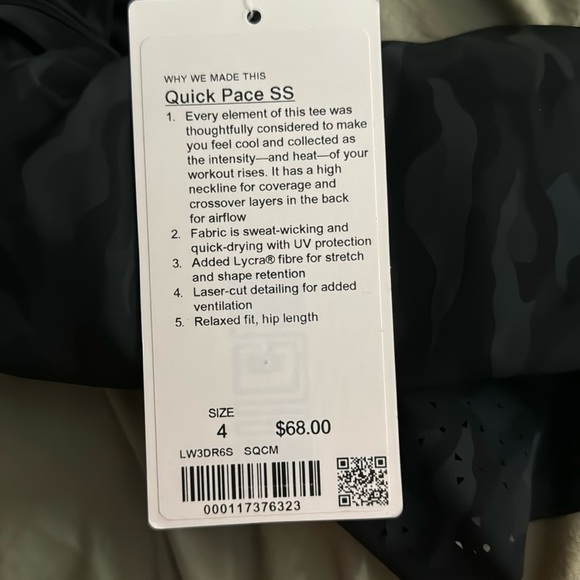 WHY WE MADE THIS
Quick Pace SS
1. Every element of this tee was
thoughtfully considered to make
you feel cool and collected as
the intensity—and heat—of your
workout rises. It has a high
neckline for coverage and
crossover layers in the back
for airflow
2. Fabric is sweat-wicking and
quick-drying with UV protection
3. Added Lycra® fibre for stretch
and shape retention
4. Laser-cut detailing for added
ventilation
5. Relaxed fit, hip length
SIZE
4 $68.00
LW3DR6S SQCM
000117376323